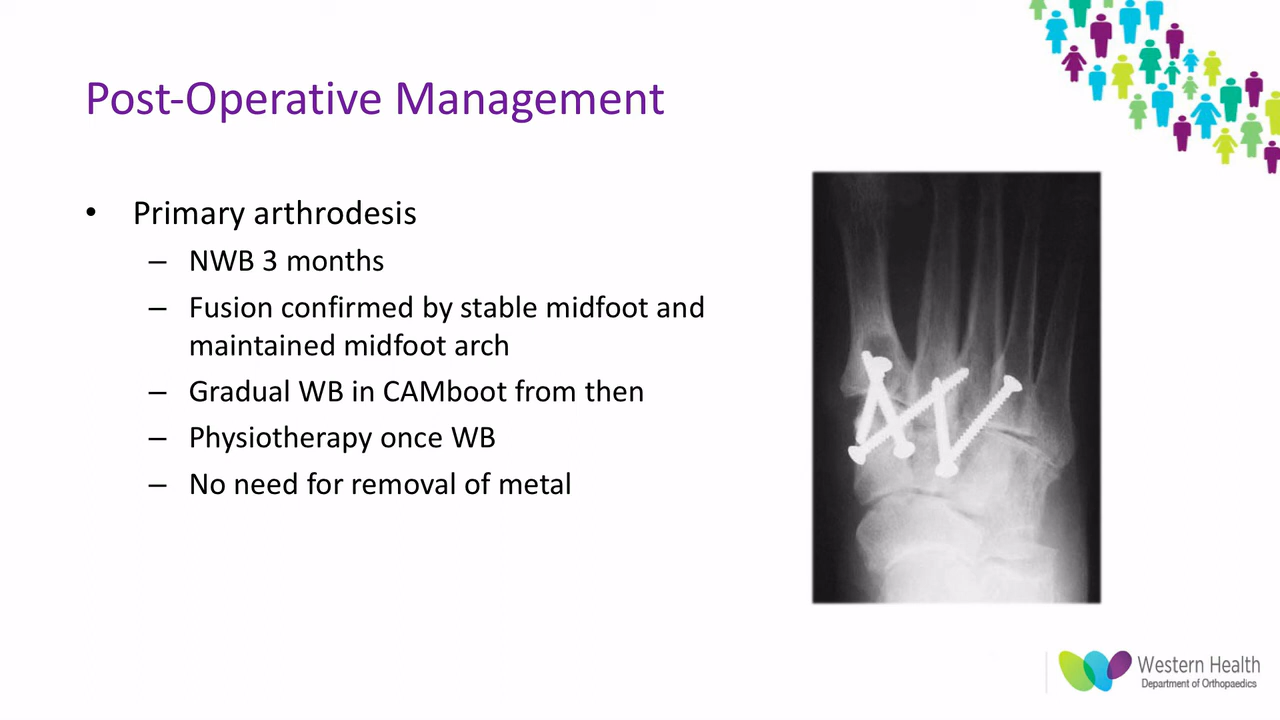 Post-Operative Management
• Primary arthrodesis
– NWB 3 months
– Fusion confirmed by stable midfoot and
maintained midfoot arch
– Gradual WB in CAMboot from then
– Physiotherapy once WB
– No need for removal of metal
Western Health
Department of Orthopaedics